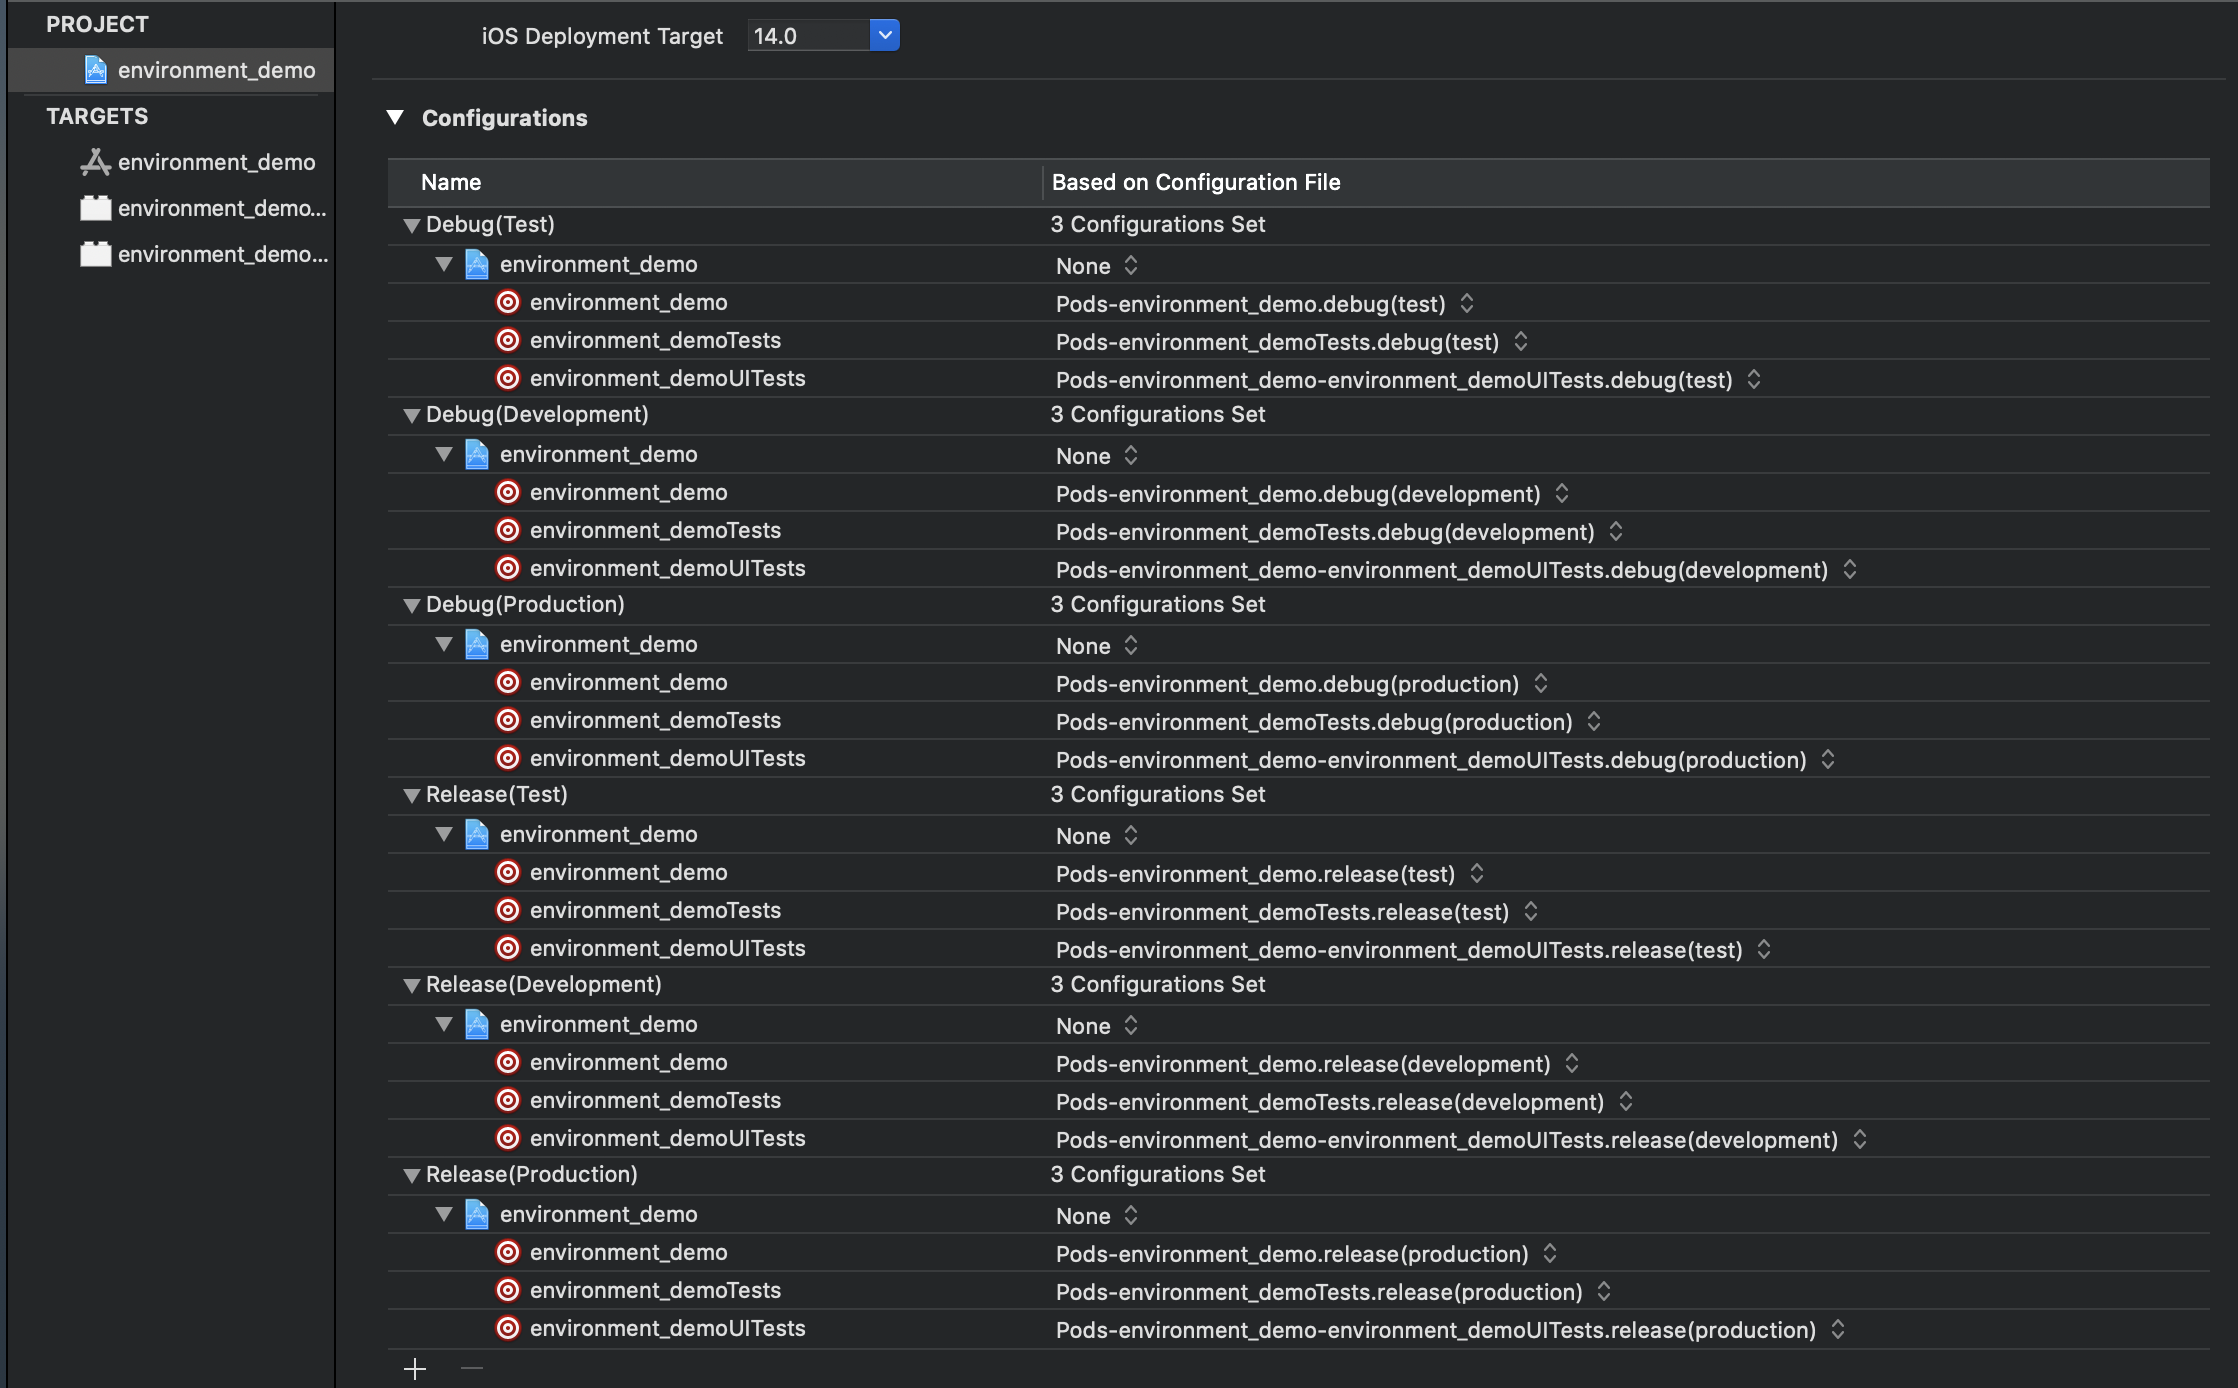 PROJECT
environment_demo
TARGETS
environment_demo
environment_demo...
environment_demo...
iOS Deployment Target 14.0
Configurations
Name Based on Configuration File
Debug(Test) 3 Configurations Set
environment_demo None
environment_demo Pods-environment_demo.debug(test)
environment_demoTests Pods-environment_demoTests.debug(test)
environment_demoUITests Pods-environment_demo-environment_demoUITests.debug(test)
Debug(Development) 3 Configurations Set
environment_demo None
environment_demo Pods-environment_demo.debug(development)
environment_demoTests Pods-environment_demoTests.debug(development)
environment_demoUITests Pods-environment_demo-environment_demoUITests.debug(development)
Debug(Production) 3 Configurations Set
environment_demo None
environment_demo Pods-environment_demo.debug(production)
environment_demoTests Pods-environment_demoTests.debug(production)
environment_demoUITests Pods-environment_demo-environment_demoUITests.debug(production)
Release(Test) 3 Configurations Set
environment_demo None
environment_demo Pods-environment_demo.release(test)
environment_demoTests Pods-environment_demoTests.release(test)
environment_demoUITests Pods-environment_demo-environment_demoUITests.release(test)
Release(Development) 3 Configurations Set
environment_demo None
environment_demo Pods-environment_demo.release(development)
environment_demoTests Pods-environment_demoTests.release(development)
environment_demoUITests Pods-environment_demo-environment_demoUITests.release(development)
Release(Production) 3 Configurations Set
environment_demo None
environment_demo Pods-environment_demo.release(production)
environment_demoTests Pods-environment_demoTests.release(production)
environment_demoUITests Pods-environment_demo-environment_demoUITests.release(production)